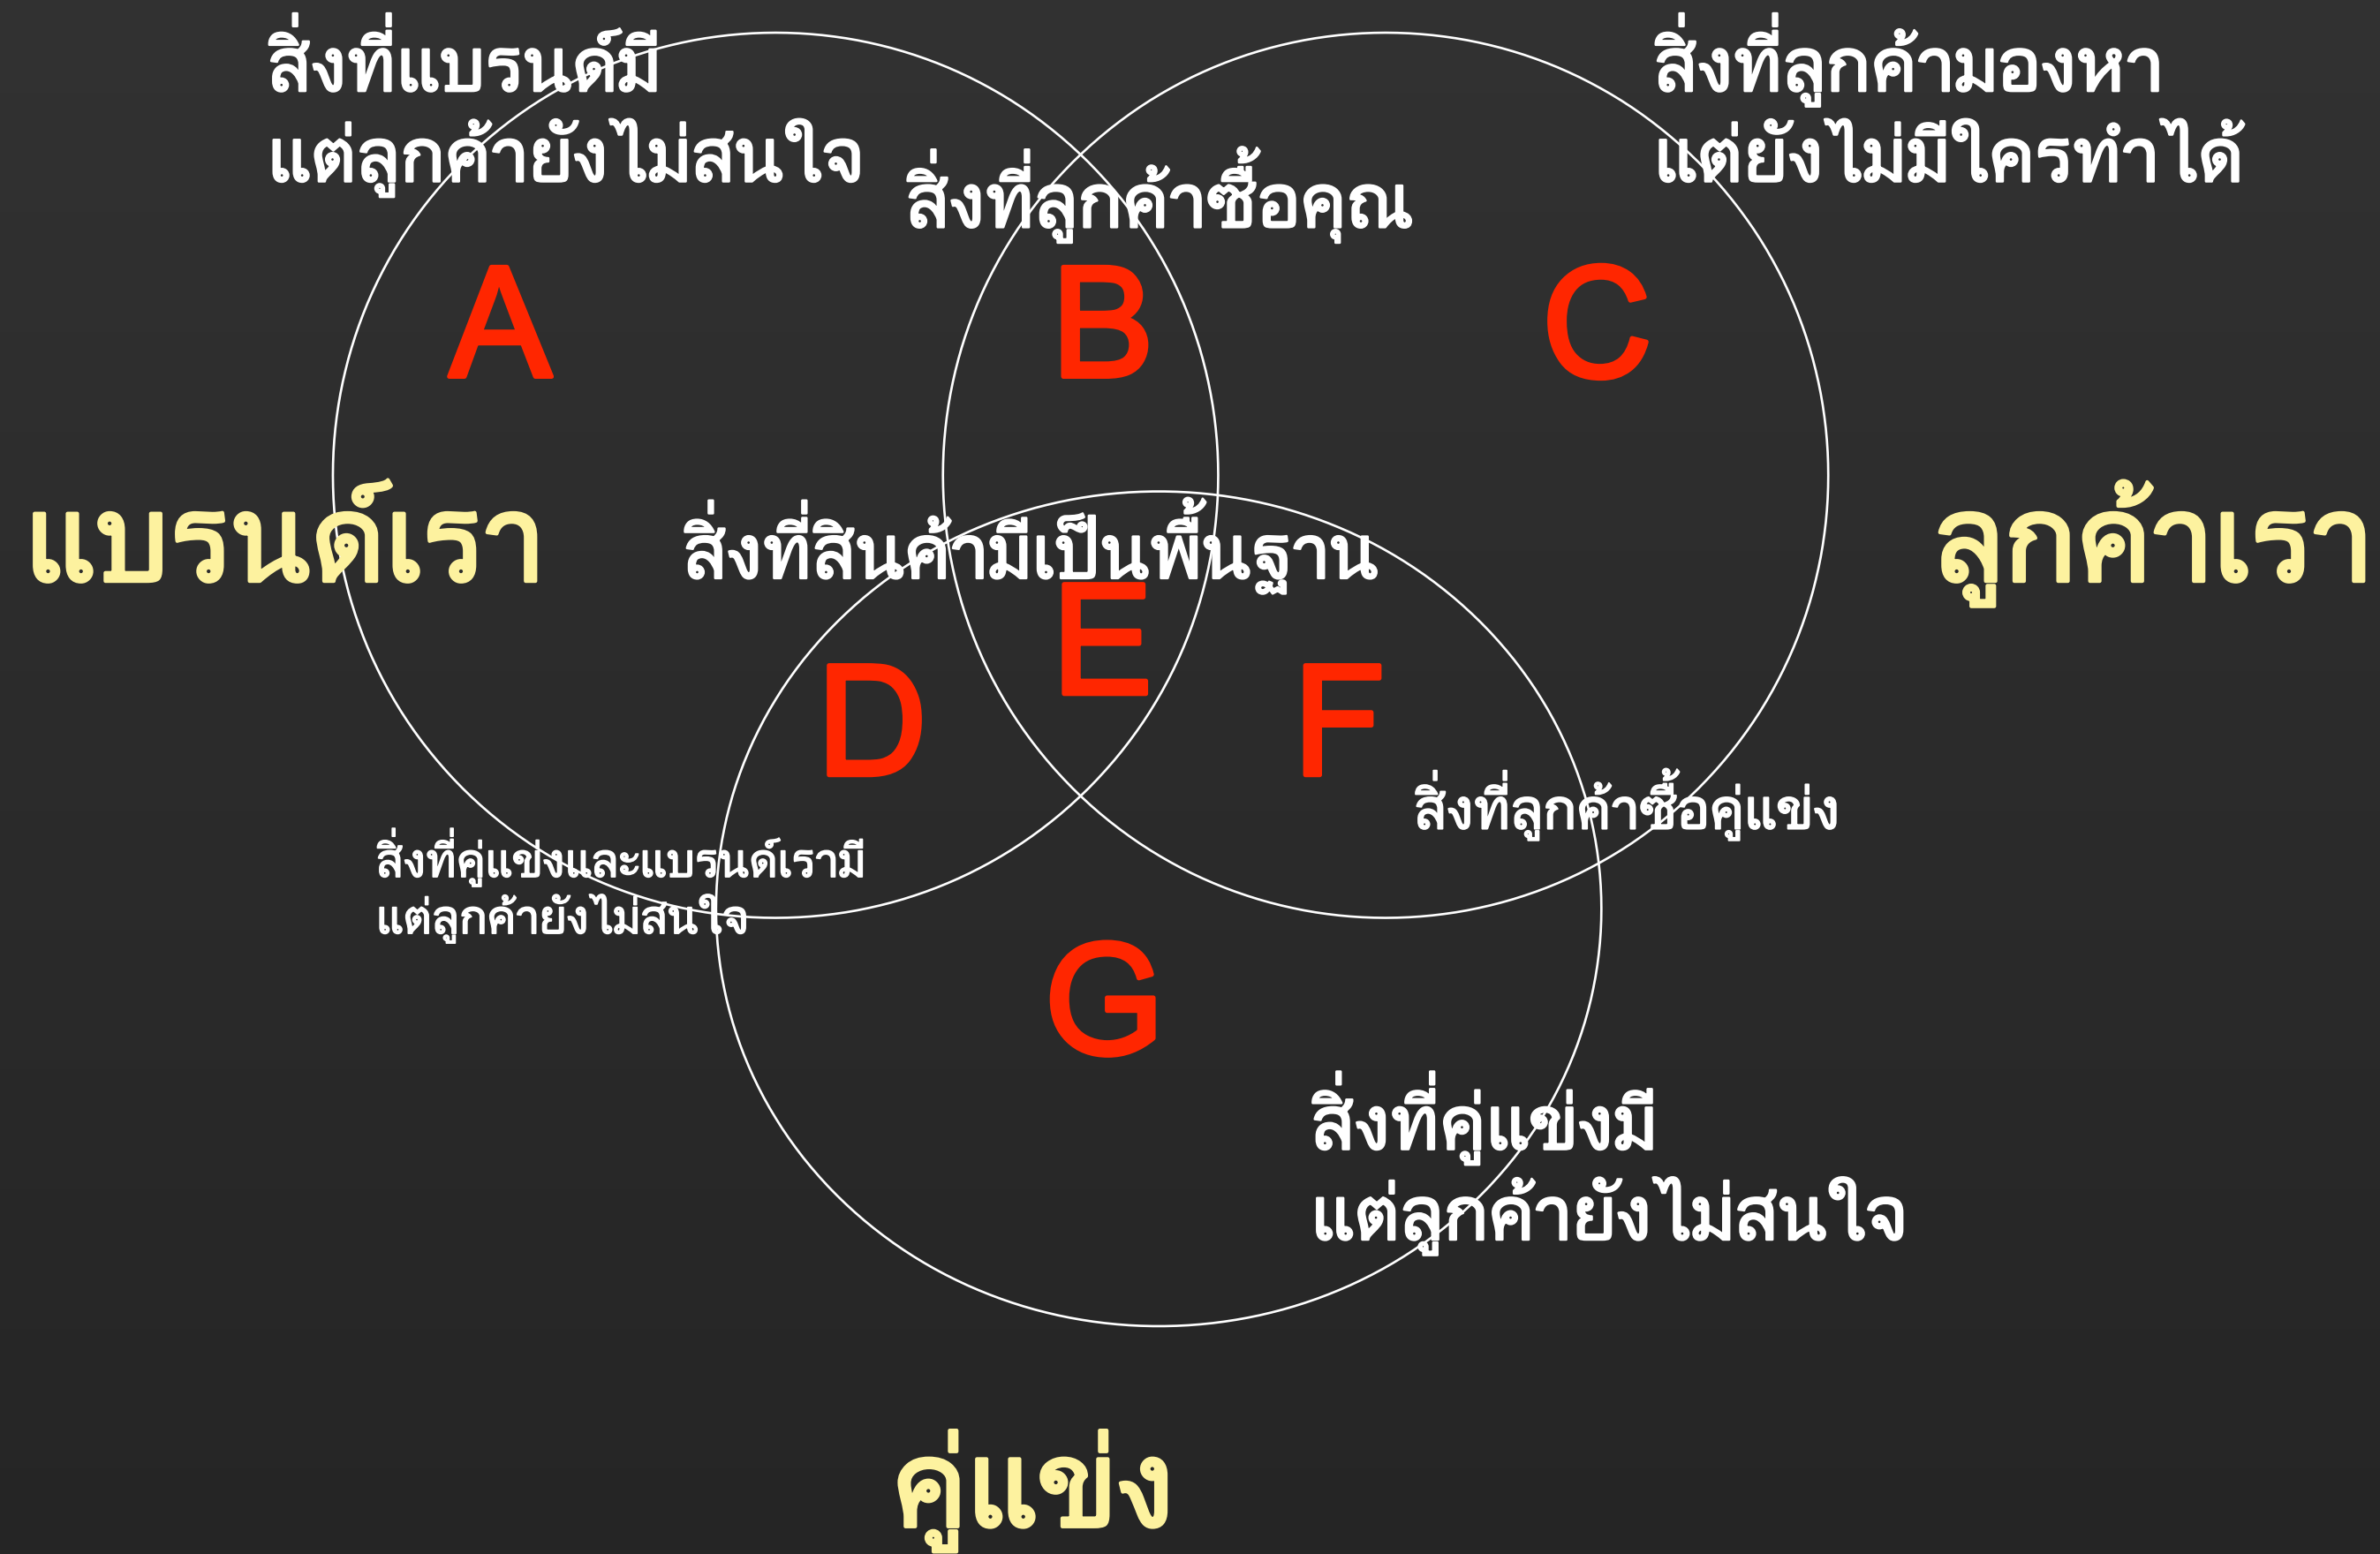 สิ่งที่แบรนด์มี
แต่ลูกค้ายังไม่สนใจ
สิ่งที่ลูกค้าซื้อคุณ
สิ่งที่ลูกค้ามองหา
แต่ยังไม่มีใครทำได้
A
B
C
แบรนด์เรา
สิ่งที่สินค้ามีเป็นพื้นฐาน
ลูกค้าเรา
E
D
F
สิ่งที่ลูกค้าซื้อคู่แข่ง
สิ่งที่คู่แข่งและแบรนด์เรามี
แต่ลูกค้ายังไม่สนใจ
G
สิ่งที่คู่แข่งมี
แต่ลูกค้ายังไม่สนใจ
คู่แข่ง